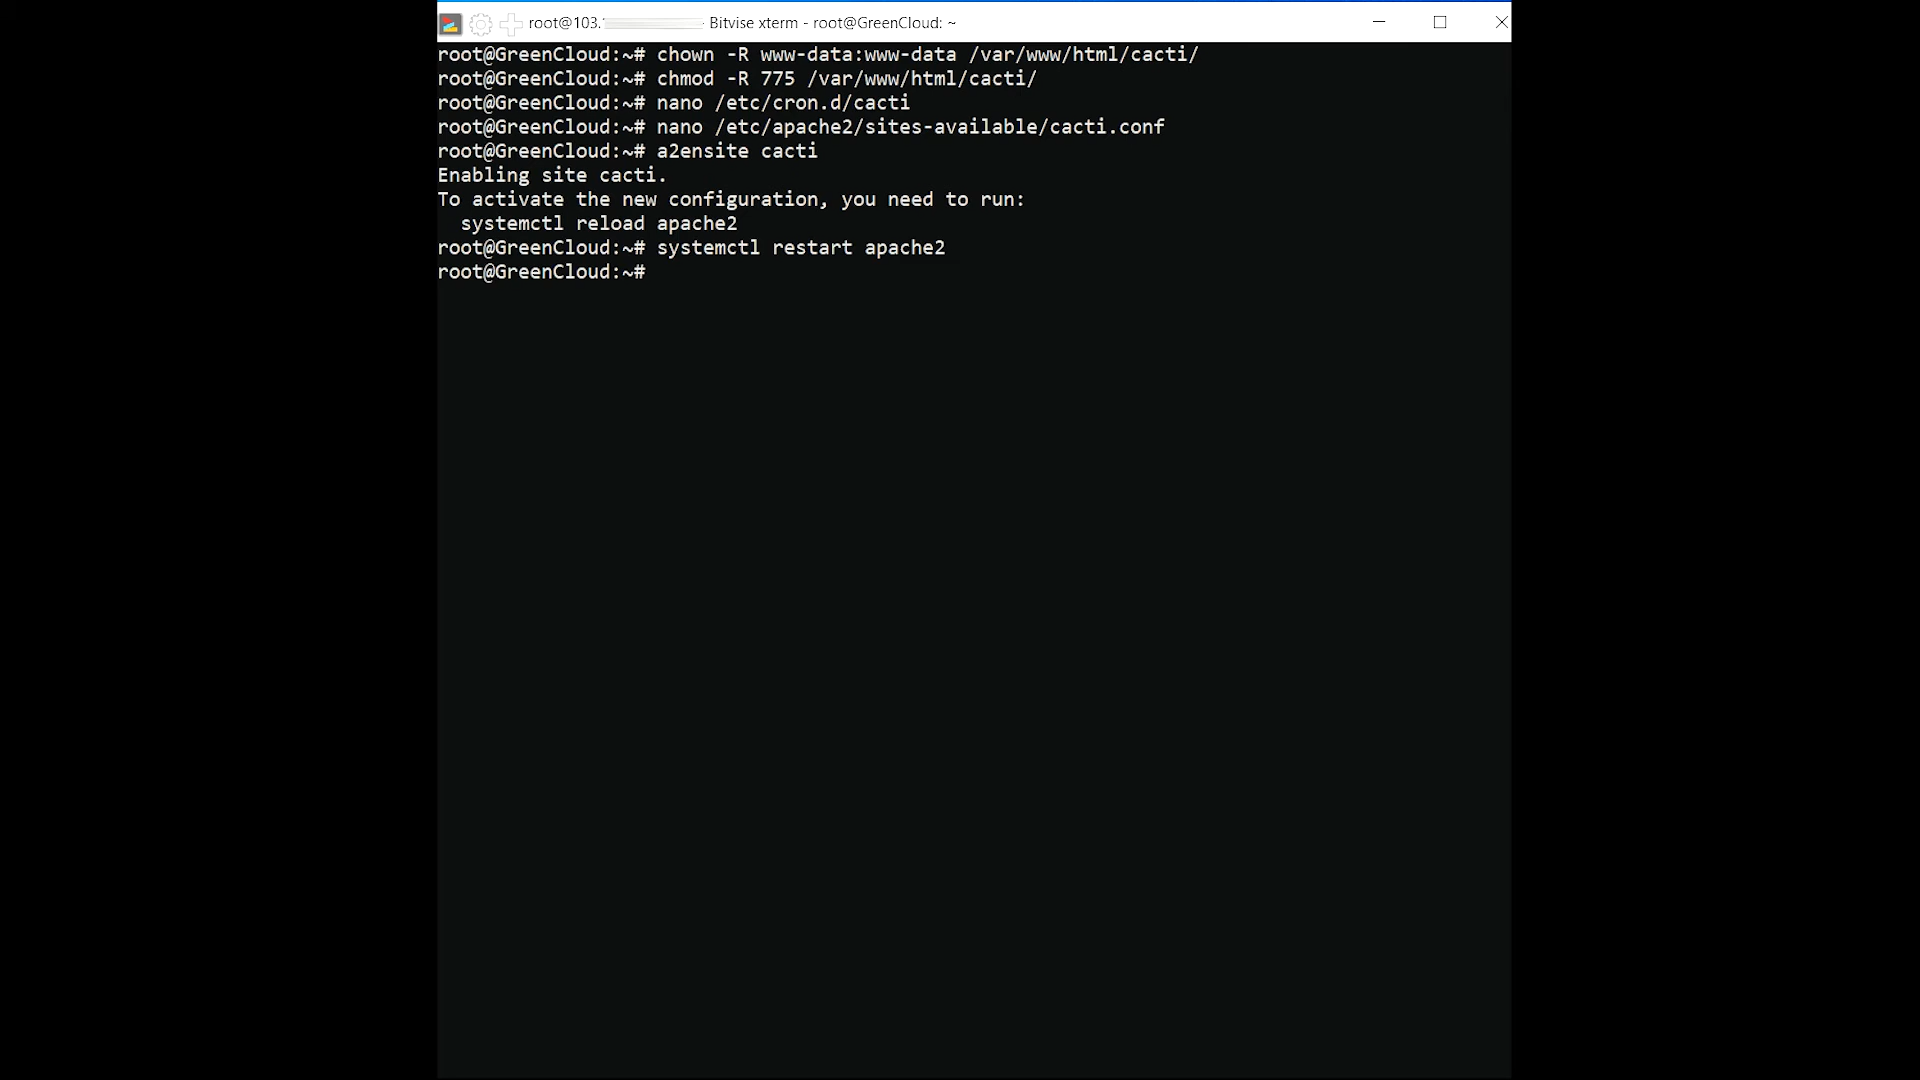 root@103. - Bitvise xterm - root@GreenCloud: ~
root@GreenCloud:~# chown -R www-data:www-data /var/www/html/cacti/
root@GreenCloud:~# chmod -R 775 /var/www/html/cacti/
root@GreenCloud:~# nano /etc/cron.d/cacti
root@GreenCloud:~# nano /etc/apache2/sites-available/cacti.conf
root@GreenCloud:~# a2ensite cacti
Enabling site cacti.
To activate the new configuration, you need to run:
  systemctl reload apache2
root@GreenCloud:~# systemctl restart apache2
root@GreenCloud:~#